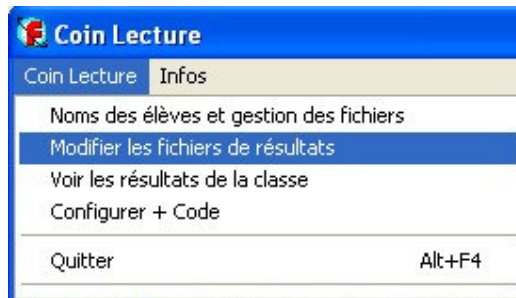 Coin Lecture
Coin Lecture Infos
Noms des élèves et gestion des fichiers
Modifier les fichiers de résultats
Voir les résultats de la classe
Configurer + Code
Quitter Alt+F4